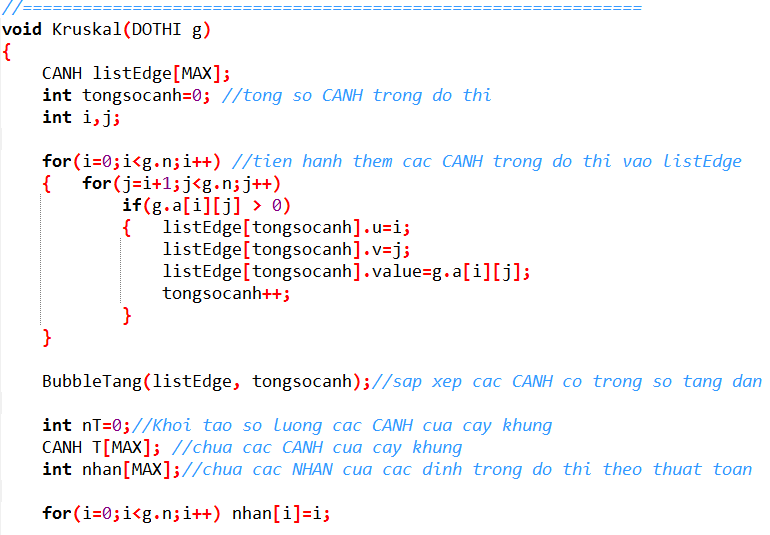 //==============================================================
void Kruskal(DOTHI g)
{
    CANH listEdge[MAX];
    int tongsocanh=0; //tong so CANH trong do thi
    int i,j;
    for(i=0;i<g.n;i++) //tien hanh them cac CANH trong do thi vao listEdge
    {   for(j=i+1;j<g.n;j++)
            if(g.a[i][j] > 0)
            {   listEdge[tongsocanh].u=i;
                listEdge[tongsocanh].v=j;
                listEdge[tongsocanh].value=g.a[i][j];
                tongsocanh++;
            }
    }
    BubbleTang(listEdge, tongsocanh);//sap xep cac CANH co trong so tang dan
    int nT=0;//Khoi tao so luong cac CANH cua cay khung
    CANH T[MAX]; //chua cac CANH cua cay khung
    int nhan[MAX];//chua cac NHAN cua cac dinh trong do thi theo thuat toan
    for(i=0;i<g.n;i++) nhan[i]=i;